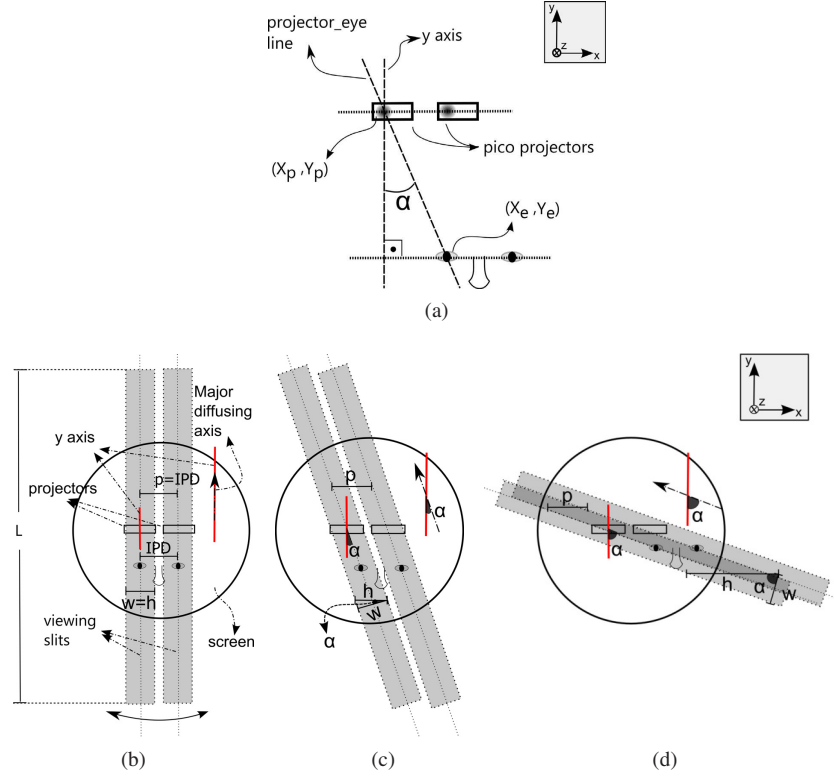 projector_eye
line
y axis
y
z
x
pico projectors
(Xp ,Yp)
α
(Xe ,Ye)
(a)
y
z
x
Major
diffusing
axis
y axis
p=IPD
projectors
L
IPD
w=h
viewing
slits
screen
(b)
p
α
α
h
w
α
(c)
p
α
α
h
α
w
(d)